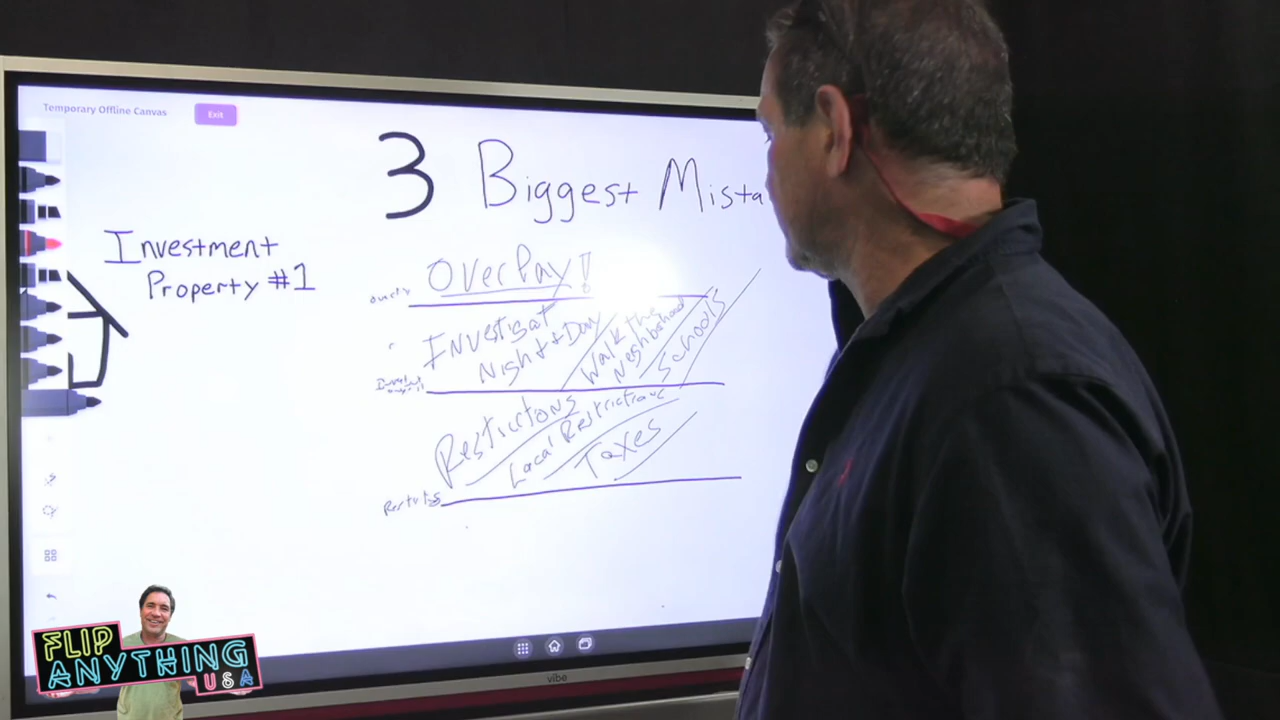 Temporary Offline Canvas
Exit
3 Biggest Mista
Investment
Property #1
OverPay!
Investigat
Night + Day
Walk the
Neighborhood
Schools
Restrictions
Local Restrictions
Taxes
vibe
FLIP
ANYTHING
USA